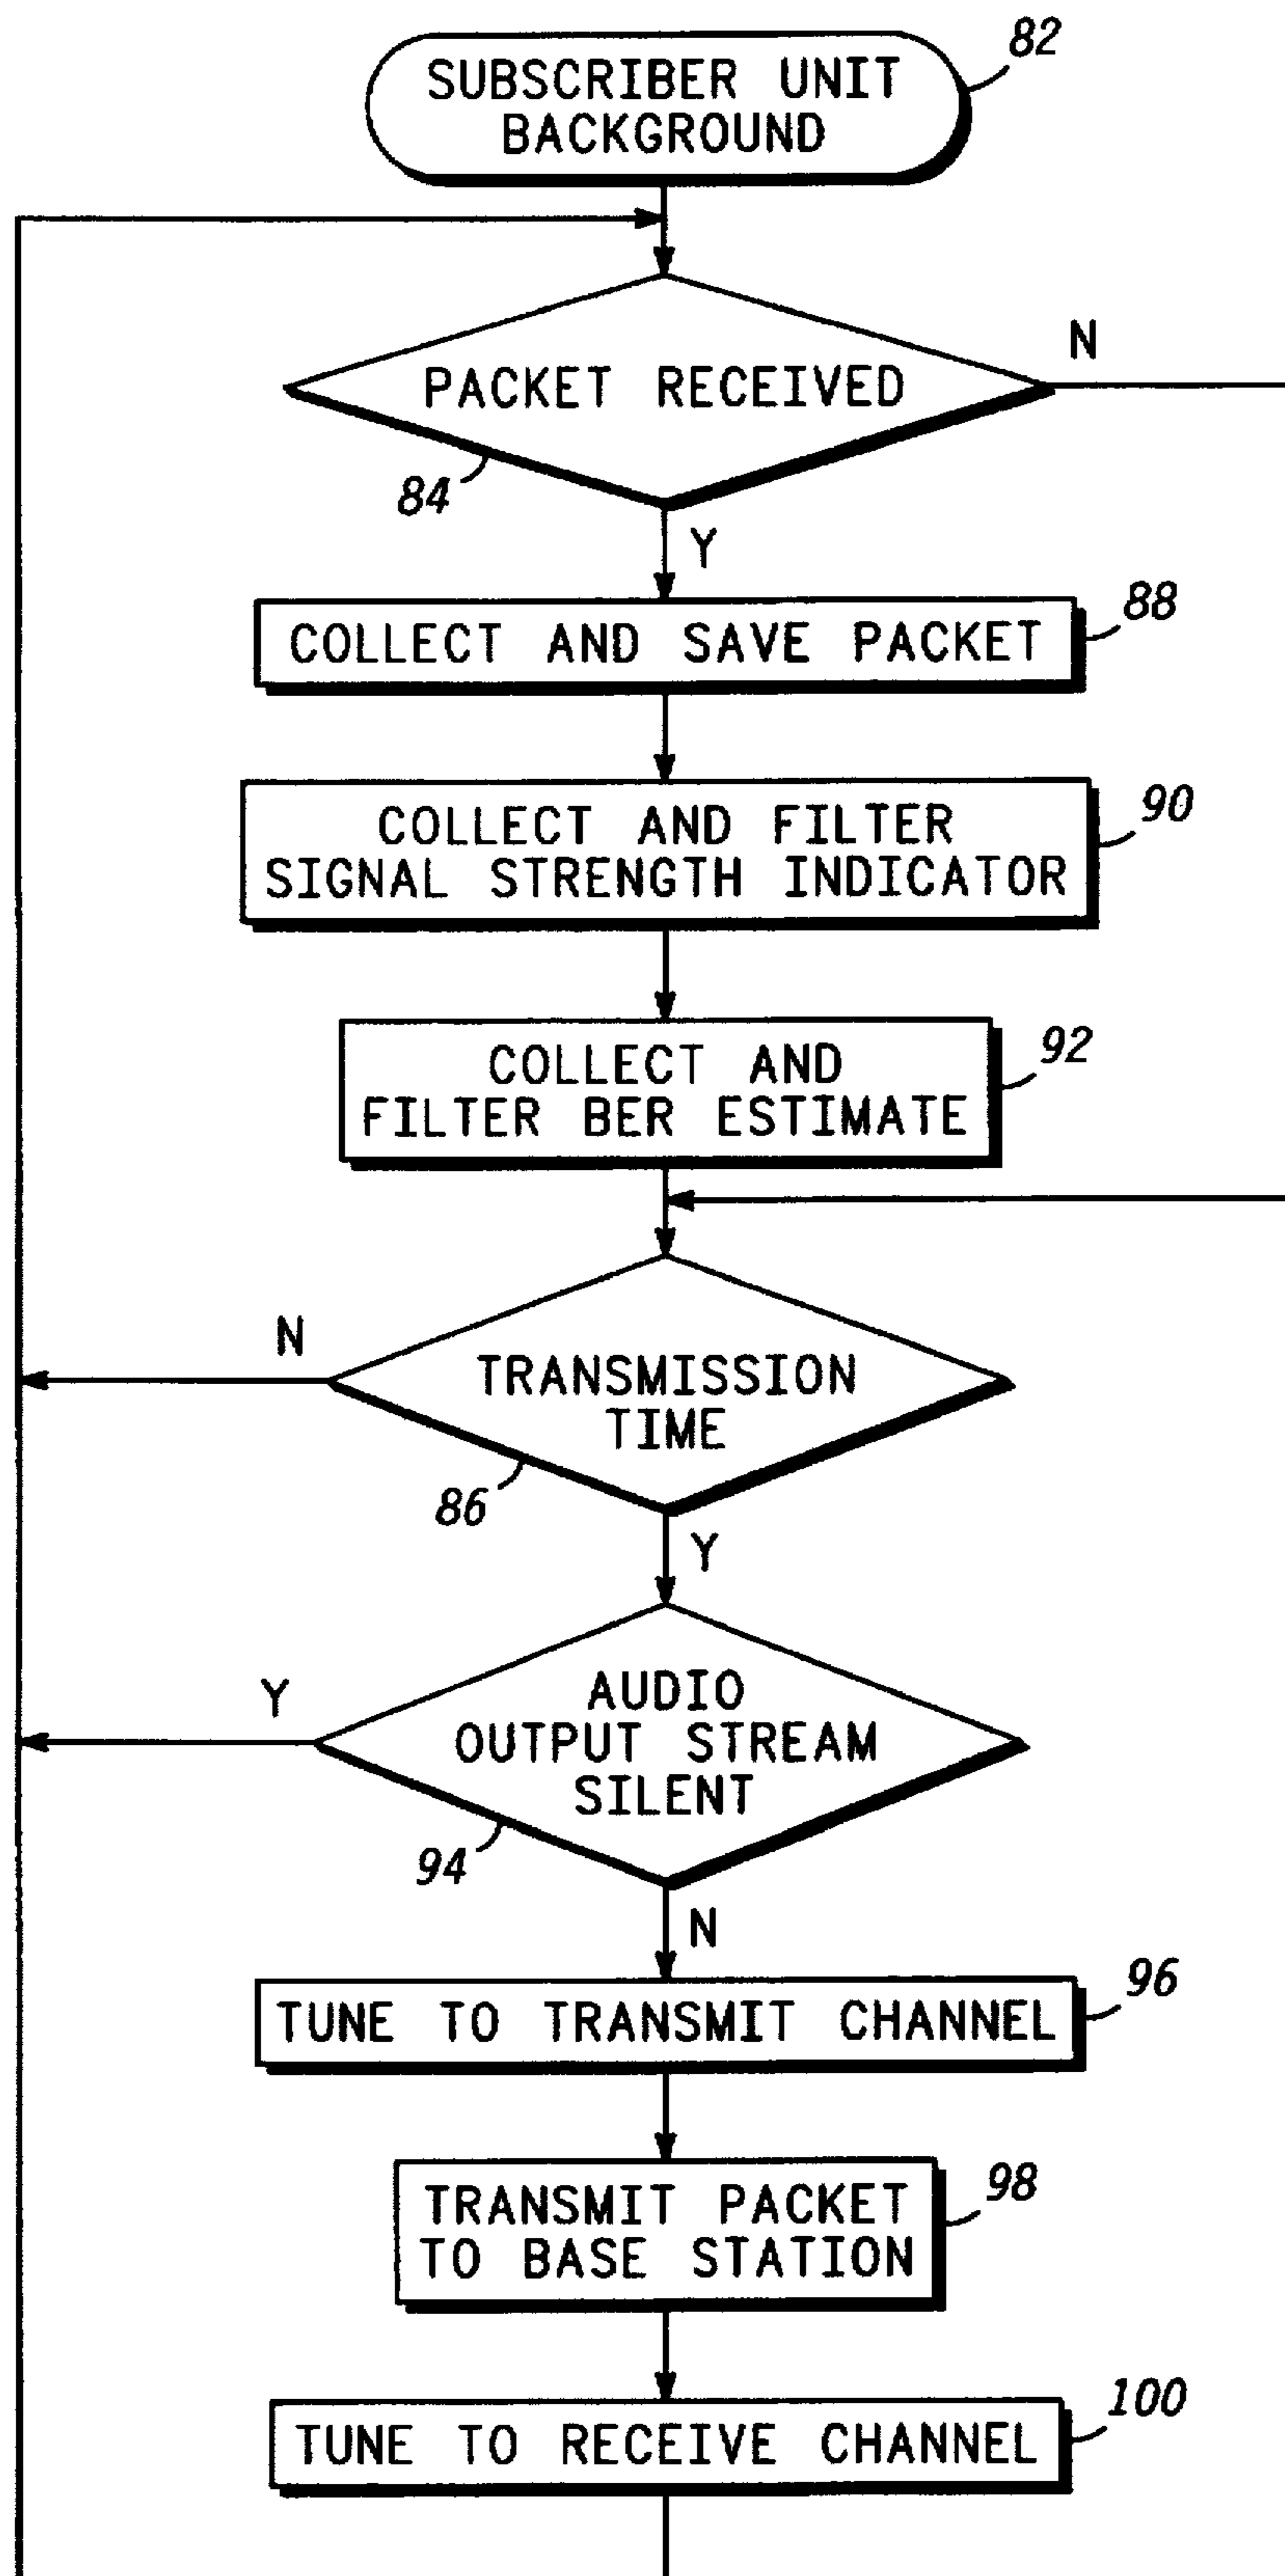 82
SUBSCRIBER UNIT
BACKGROUND
N
PACKET RECEIVED
84
Y
88
COLLECT AND SAVE PACKET
90
COLLECT AND FILTER
SIGNAL STRENGTH INDICATOR
92
COLLECT AND
FILTER BER ESTIMATE
N
TRANSMISSION
TIME
86
Y
Y
AUDIO
OUTPUT STREAM
SILENT
94
N
96
TUNE TO TRANSMIT CHANNEL
98
TRANSMIT PACKET
TO BASE STATION
100
TUNE TO RECEIVE CHANNEL